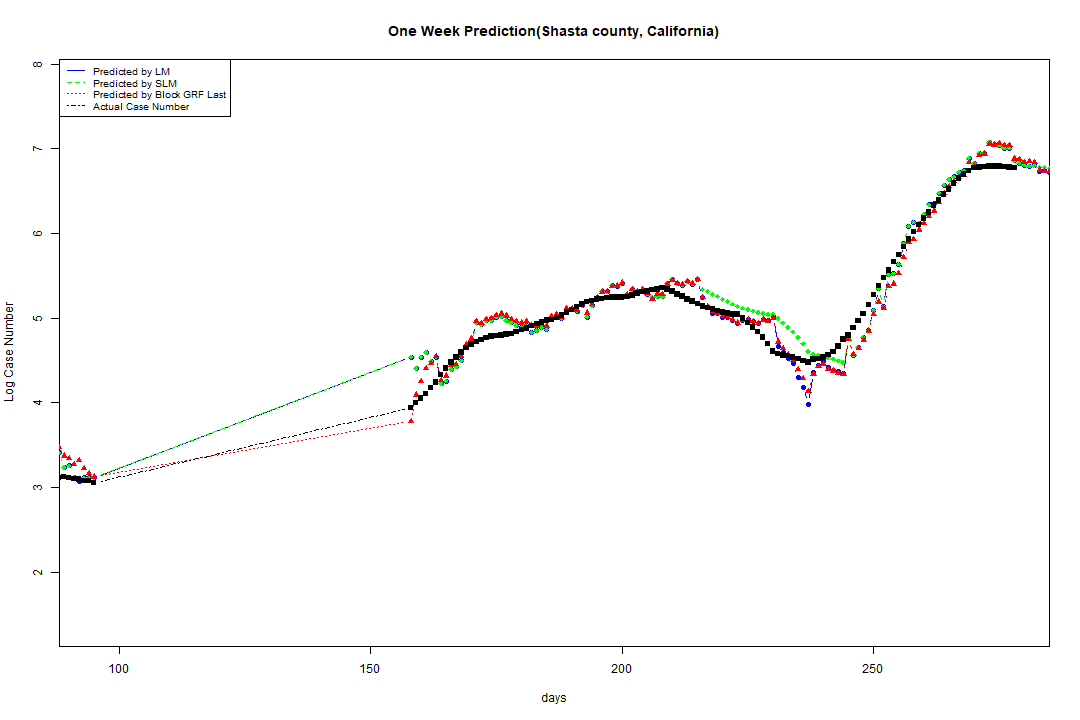 One Week Prediction(Shasta county, California)
Predicted by LM
Predicted by SLM
Predicted by Block GRF Last
Actual Case Number
8
7
6
5
4
3
2
Log Case Number
100 150 200 250
days